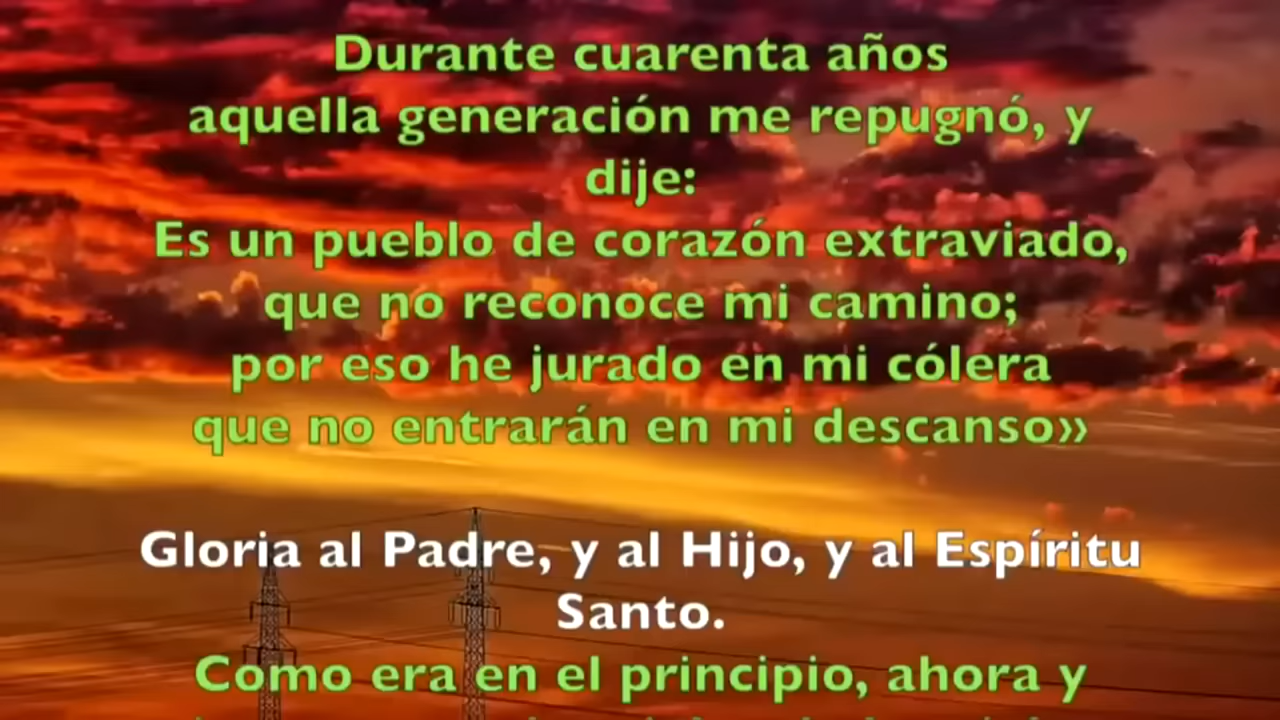 Durante cuarenta años
aquella generación me repugnó, y
dije:
Es un pueblo de corazón extraviado,
que no reconoce mi camino;
por eso he jurado en mi cólera
que no entrarán en mi descanso»
Gloria al Padre, y al Hijo, y al Espíritu
Santo.
Como era en el principio, ahora y